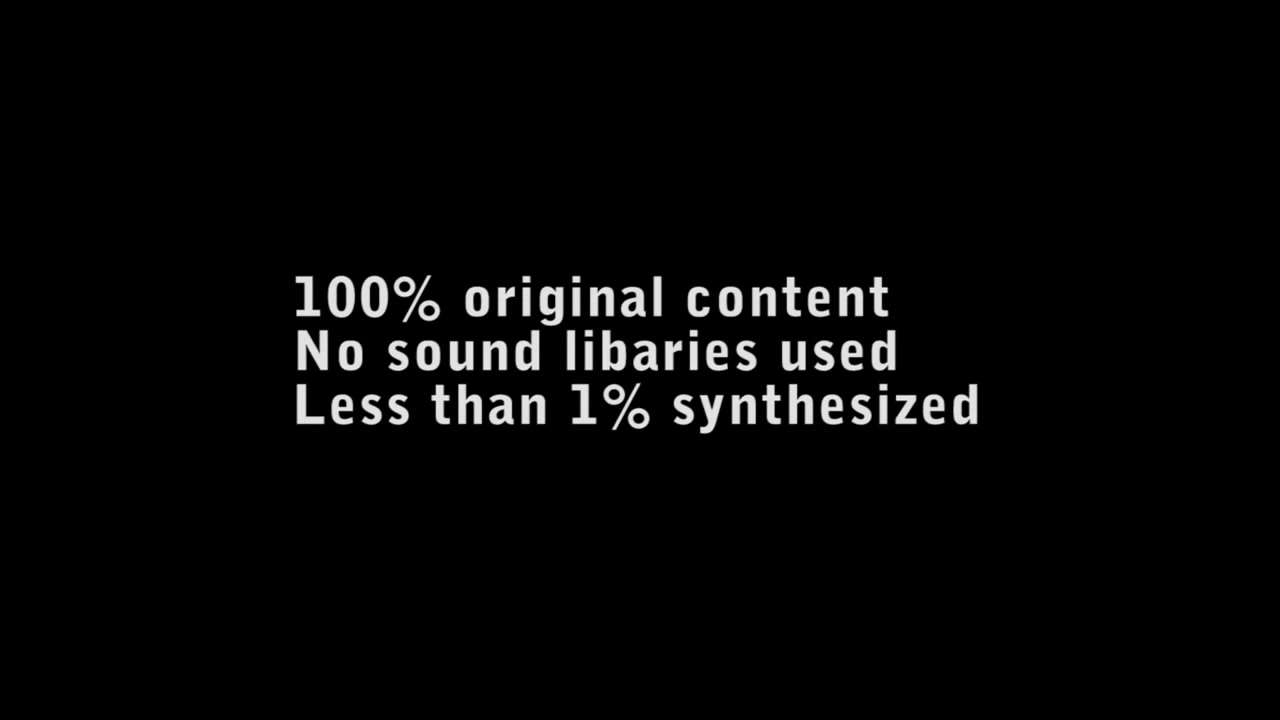 100% original content
No sound libaries used
Less than 1% synthesized